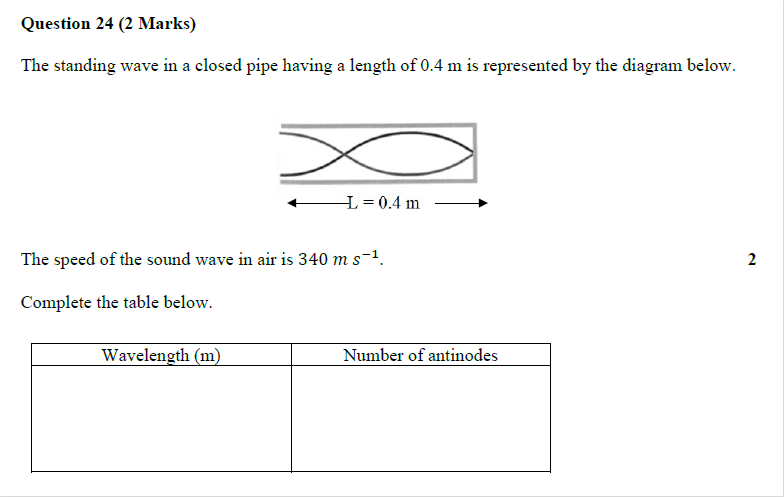 Question 24 (2 Marks)
The standing wave in a closed pipe having a length of 0.4 m is represented by the diagram below.
L = 0.4 m
The speed of the sound wave in air is 340 m s⁻¹.
2
Complete the table below.
Wavelength (m)
Number of antinodes